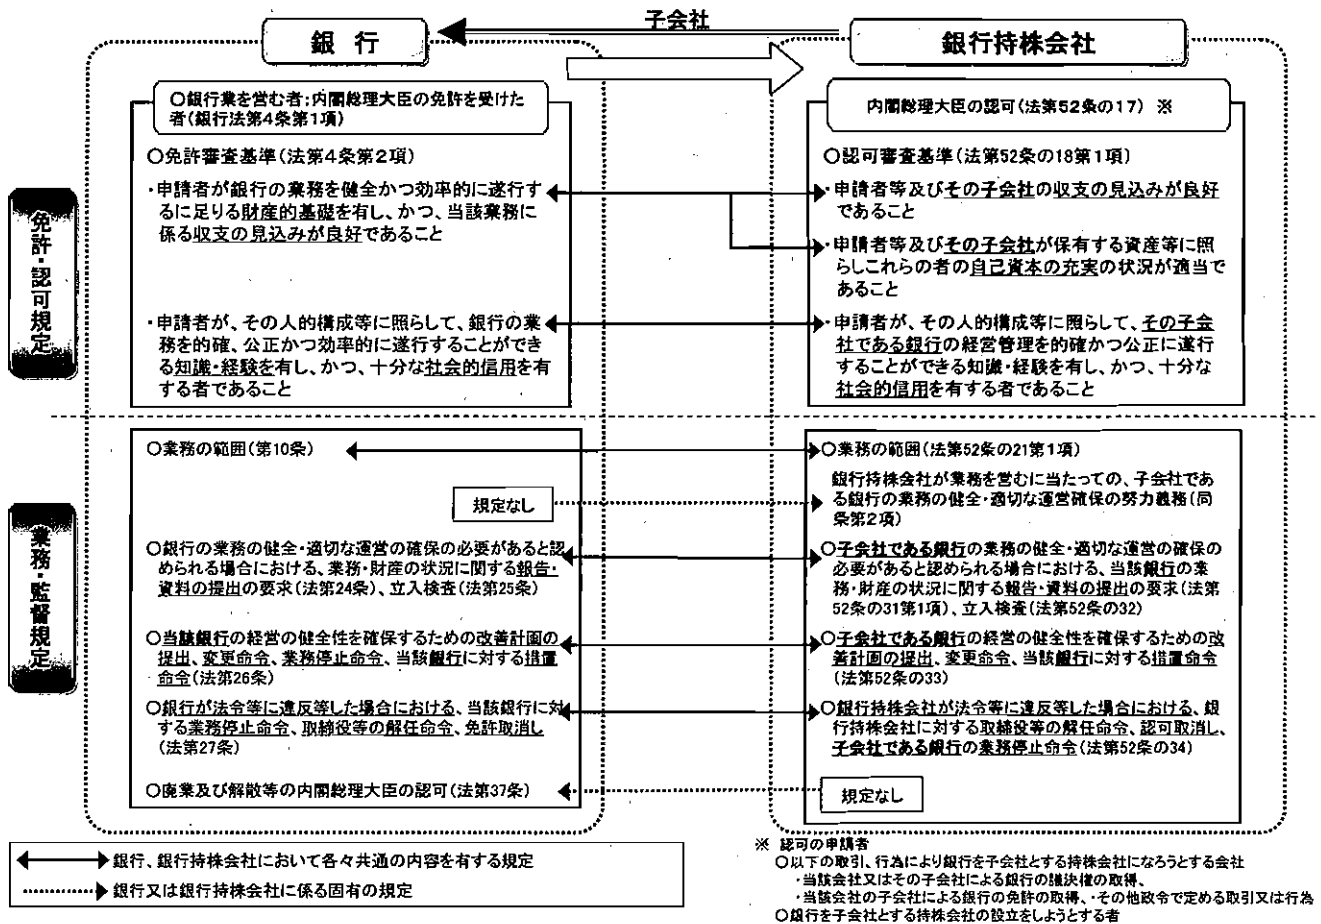 子会社
銀 行
銀行持株会社
〇銀行業を営む者;内閣総理大臣の免許を受けた
者(銀行法第4条第1項)
内閣総理大臣の認可(法第52条の17) ※
免許・認可規定
〇免許審査基準(法第4条第2項)
・申請者が銀行の業務を健全かつ効率的に遂行す
るに足りる財産的基礎を有し、かつ、当該業務に
係る収支の見込みが良好であること
・申請者が、その人的構成等に照らして、銀行の業
務を的確、公正かつ効率的に遂行することができ
る知識・経験を有し、かつ、十分な社会的信用を有
する者であること
〇認可審査基準(法第52条の18第1項)
・申請者等及びその子会社の収支の見込みが良好
であること
・申請者等及びその子会社が保有する資産等に照
らしこれらの者の自己資本の充実の状況が適当で
あること
・申請者が、その人的構成等に照らして、その子会
社である銀行の経営管理を的確かつ公正に遂行
することができる知識・経験を有し、かつ、十分な
社会的信用を有する者であること
業務・監督規定
〇業務の範囲(第10条)
規定なし
〇銀行の業務の健全・適切な運営の確保の必要があると認
められる場合における、業務・財産の状況に関する報告・
資料の提出の要求(法第24条)、立入検査(法第25条)
〇当該銀行の経営の健全性を確保するための改善計画の
提出、変更命令、業務停止命令、当該銀行に対する措置
命令(法第26条)
〇銀行が法令等に違反等した場合における、当該銀行に対
する業務停止命令、取締役等の解任命令、免許取消し
(法第27条)
〇廃業及び解散等の内閣総理大臣の認可(法第37条)
〇業務の範囲(法第52条の21第1項)
銀行持株会社が業務を営むに当たっての、子会社であ
る銀行の業務の健全・適切な運営確保の努力義務(同
条第2項)
〇子会社である銀行の業務の健全・適切な運営の確保の
必要があると認められる場合における、当該銀行の業
務・財産の状況に関する報告・資料の提出の要求(法第
52条の31第1項)、立入検査(法第52条の32)
〇子会社である銀行の経営の健全性を確保するための改
善計画の提出、変更命令、当該銀行に対する措置命令
(法第52条の33)
〇銀行持株会社が法令等に違反等した場合における、銀
行持株会社に対する取締役等の解任命令、認可取消し、
子会社である銀行の業務停止命令(法第52条の34)
規定なし
銀行、銀行持株会社において各々共通の内容を有する規定
銀行又は銀行持株会社に係る固有の規定
※ 認可の申請者
〇以下の取引、行為により銀行を子会社とする持株会社になろうとする会社
・当該会社又はその子会社による銀行の議決権の取得、
・当該会社の子会社による銀行の免許の取得、・その他政令で定める取引又は行為
〇銀行を子会社とする持株会社の設立をしようとする者